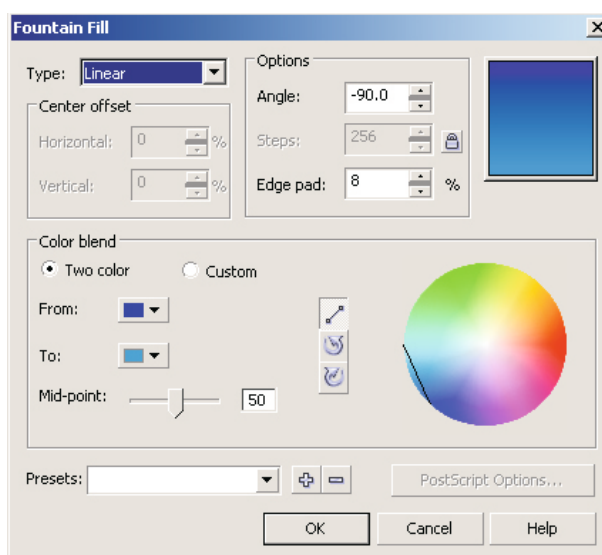 Fountain Fill
Type: Linear
Options
Angle: -90.0
Steps: 256
Edge pad: 8 %
Center offset
Horizontal: 0 %
Vertical: 0 %
Color blend
Two color Custom
From:
To:
Mid-point: 50
Presets:
PostScript Options...
OK Cancel Help